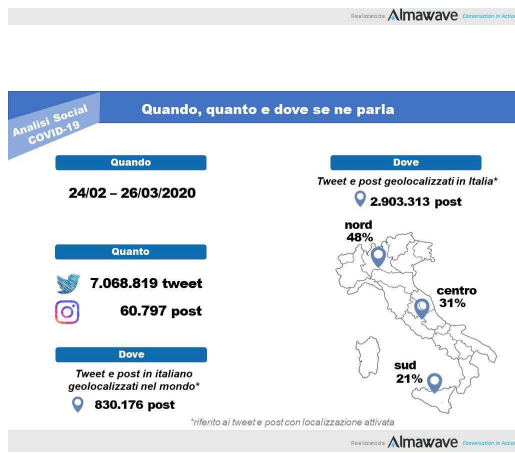 Realizzato da Almawave Conversation in Action
Quando, quanto e dove se ne parla
Analisi Social
COVID-19
Quando
24/02 – 26/03/2020
Quanto
7.068.819 tweet
60.797 post
Dove
Tweet e post in italiano
geolocalizzati nel mondo*
830.176 post
Dove
Tweet e post geolocalizzati in Italia*
2.903.313 post
nord
48%
centro
31%
sud
21%
*riferito ai tweet e post con localizzazione attivata
Realizzato da Almawave Conversation in Action